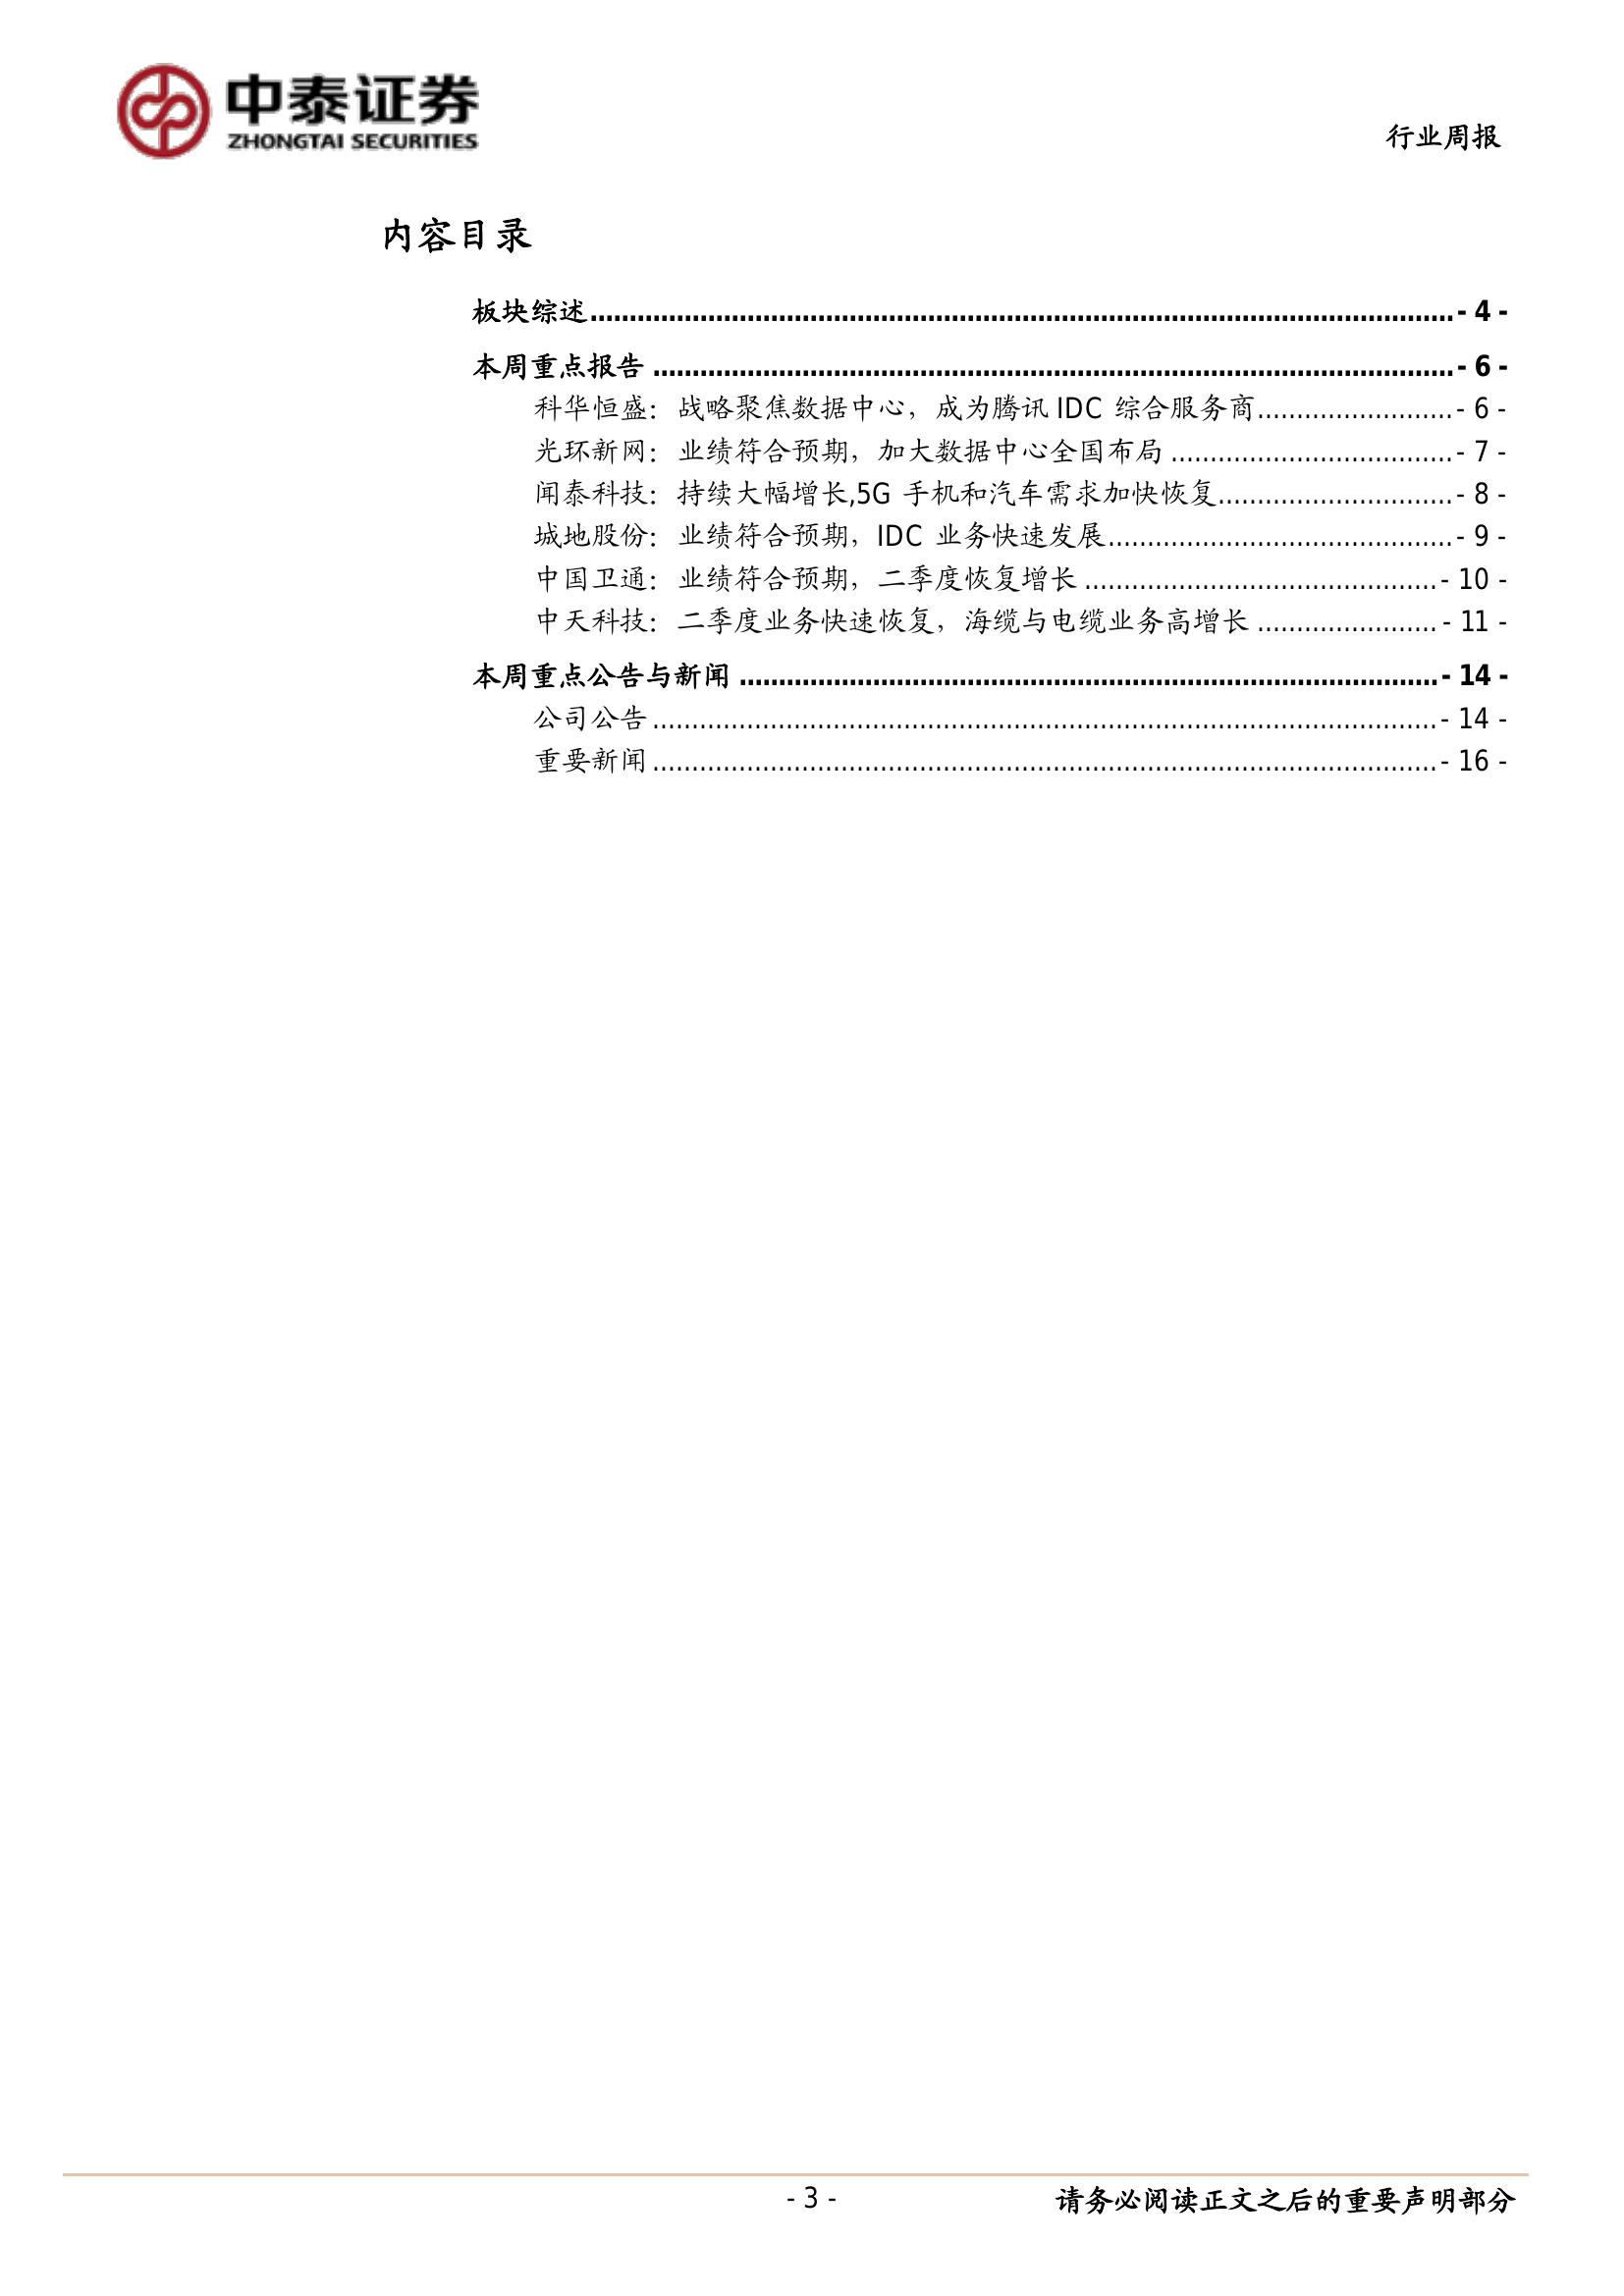 中泰证券
ZHONGTAI SECURITIES
行业周报
内容目录
板块综述...................................................- 4 -
本周重点报告...................................................- 6 -
科华恒盛：战略聚焦数据中心，成为腾讯 IDC 综合服务商.........................- 6 -
光环新网：业绩符合预期，加大数据中心全国布局....................................- 7 -
闻泰科技：持续大幅增长,5G 手机和汽车需求加快恢复..............................- 8 -
城地股份：业绩符合预期，IDC 业务快速发展............................................- 9 -
中国卫通：业绩符合预期，二季度恢复增长.............................................- 10 -
中天科技：二季度业务快速恢复，海缆与电缆业务高增长.......................- 11 -
本周重点公告与新闻...................................................- 14 -
公司公告...................................................- 14 -
重要新闻...................................................- 16 -
- 3 -
请务必阅读正文之后的重要声明部分